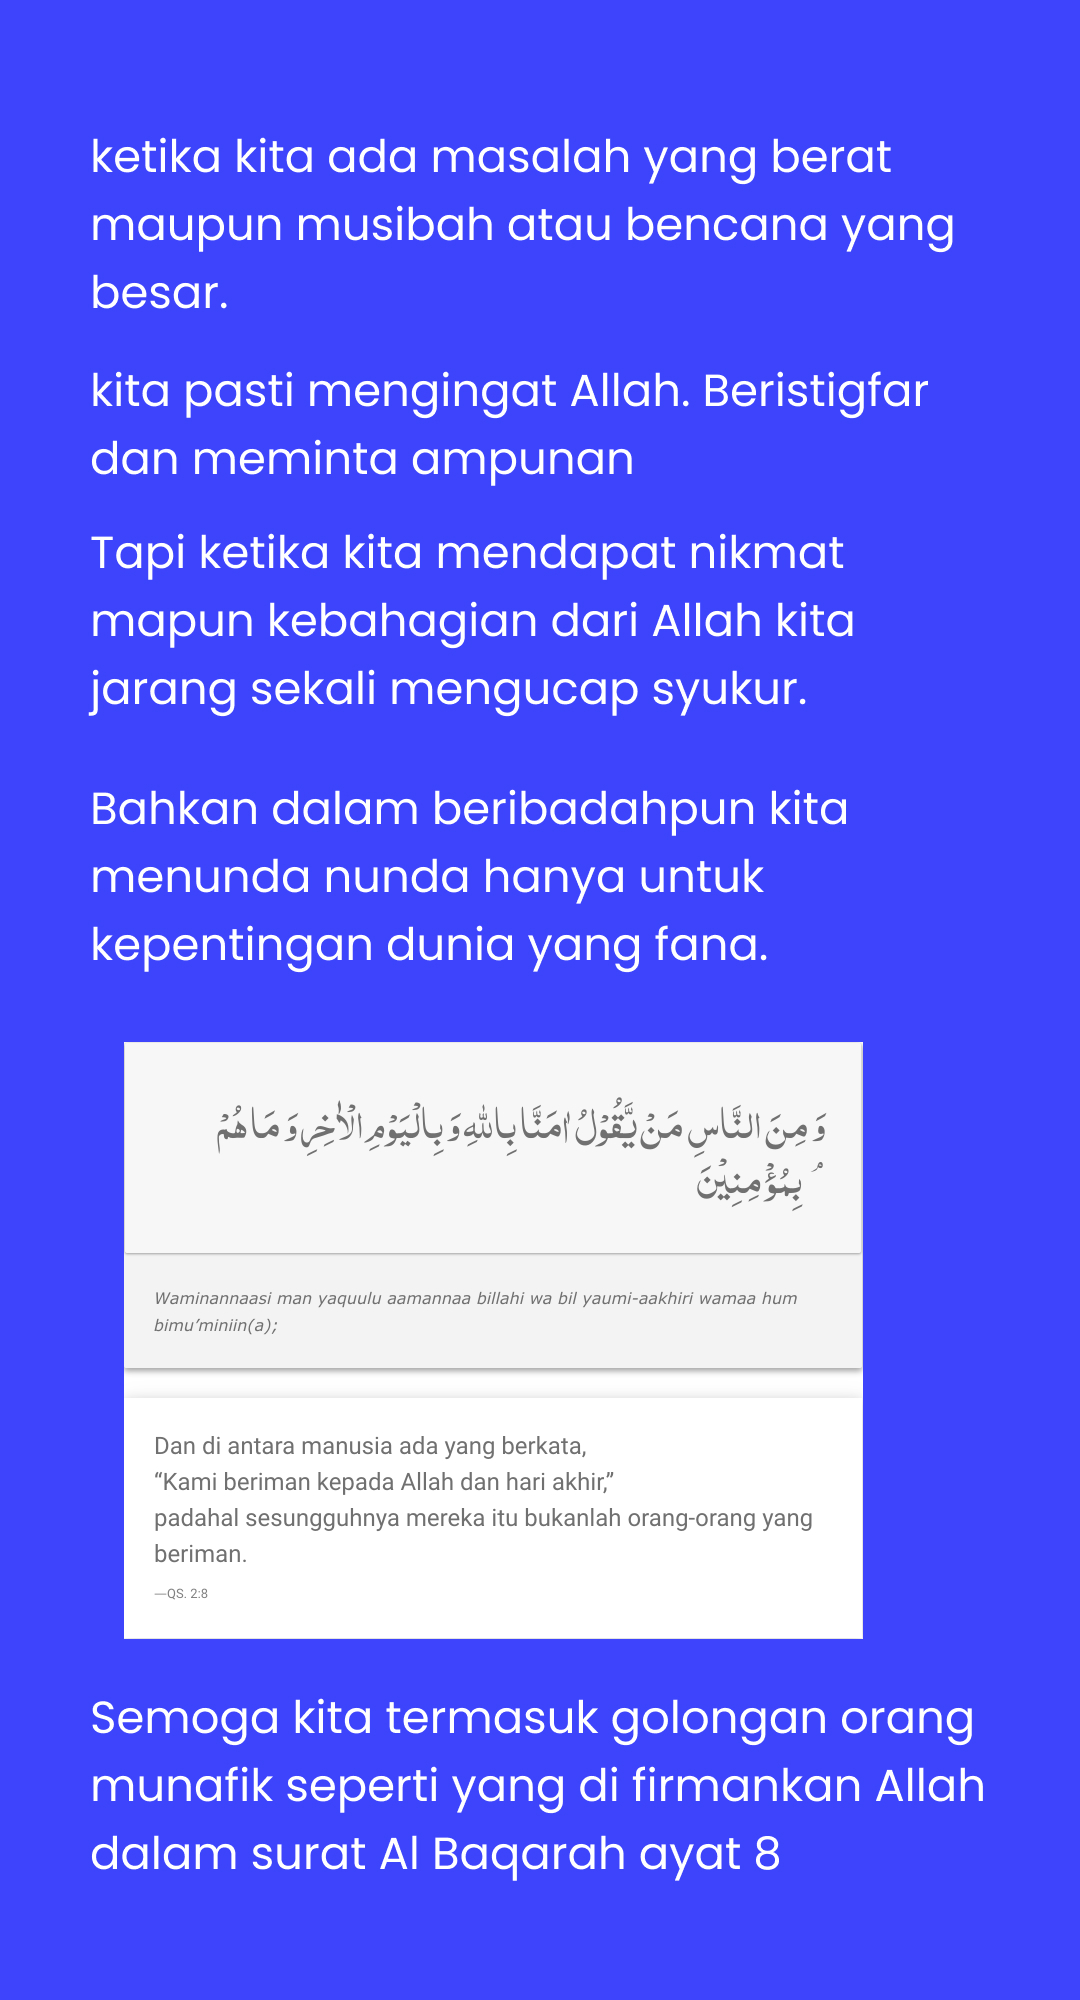 ketika kita ada masalah yang berat
maupun musibah atau bencana yang
besar.
kita pasti mengingat Allah. Beristigfar
dan meminta ampunan
Tapi ketika kita mendapat nikmat
mapun kebahagian dari Allah kita
jarang sekali mengucap syukur.
Bahkan dalam beribadahpun kita
menunda nunda hanya untuk
kepentingan dunia yang fana.
وَمِنَ النَّاسِ مَنْ يَّقُوْلُ اٰمَنَّا بِاللّٰهِ وَبِالْيَوْمِ الْاٰخِرِ وَمَا هُمْ
بِمُؤْمِنِيْنَۘ
Waminannaasi man yaquulu aamannaa billahi wa bil yaumi-aakhiri wamaa hum
bimu’miniin(a);
Dan di antara manusia ada yang berkata,
“Kami beriman kepada Allah dan hari akhir,”
padahal sesungguhnya mereka itu bukanlah orang-orang yang
beriman.
—QS. 2:8
Semoga kita termasuk golongan orang
munafik seperti yang di firmankan Allah
dalam surat Al Baqarah ayat 8